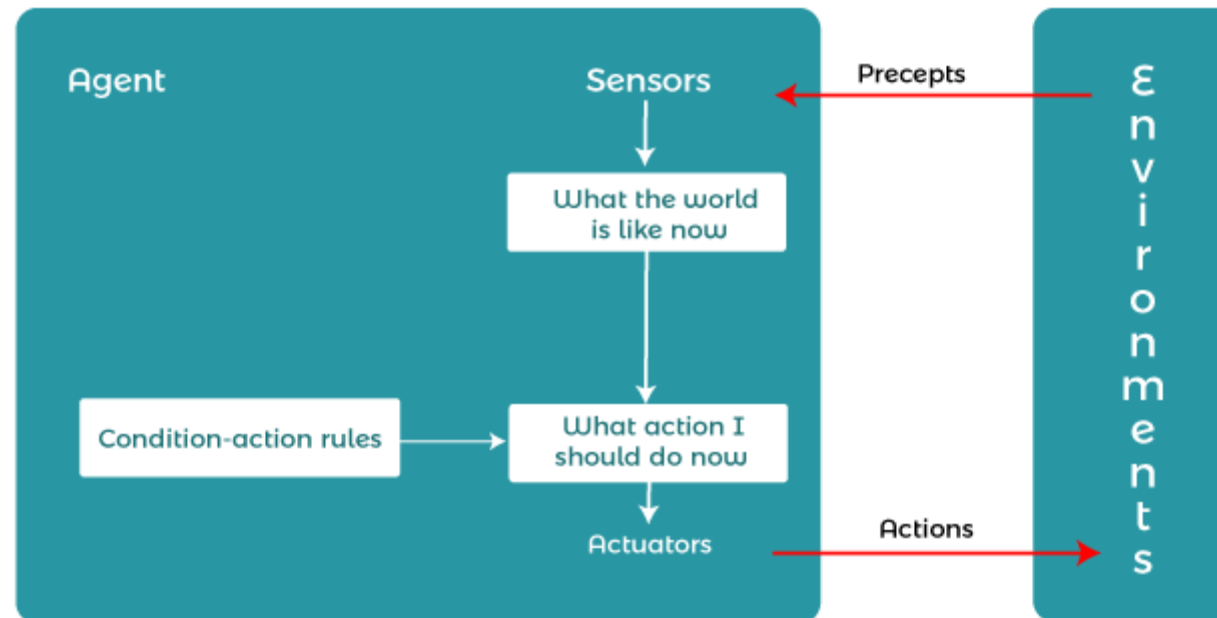 Agent
Sensors
Precepts
What the world
is like now
Condition-action rules
What action I
should do now
Actuators
Actions
Environments